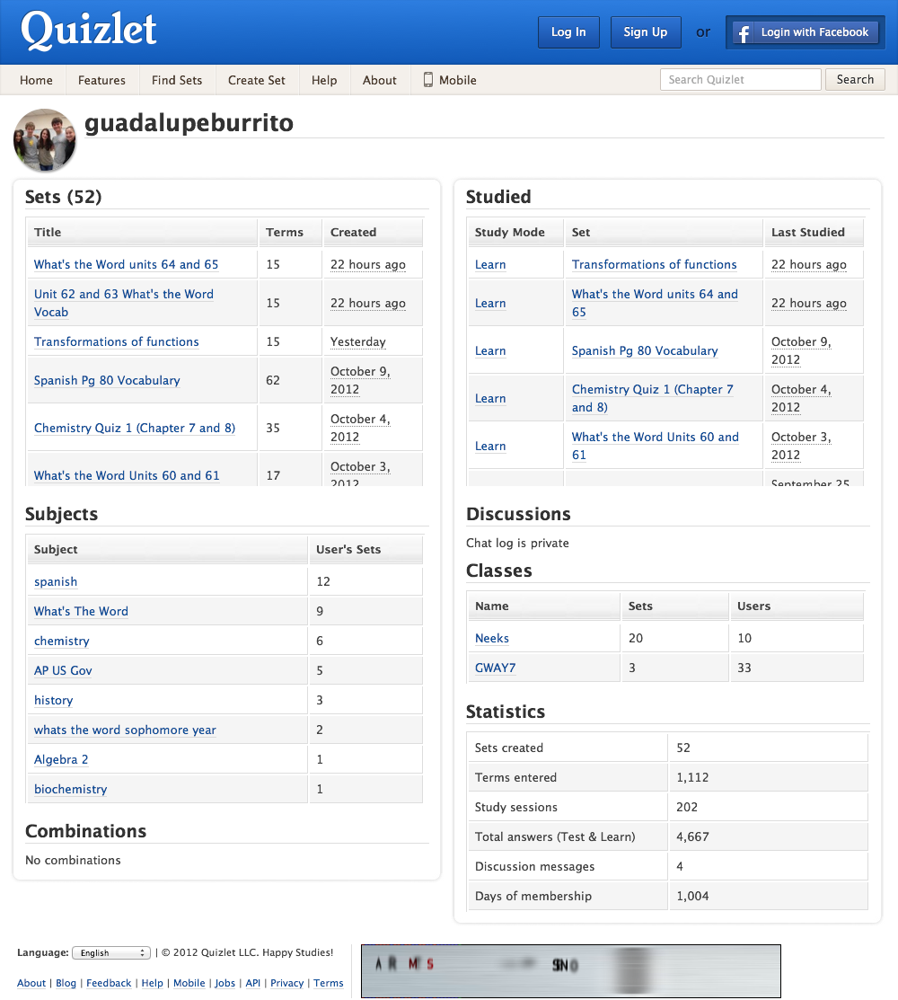 Quizlet
Log In Sign Up or Login with Facebook
Home Features Find Sets Create Set Help About Mobile Search Quizlet Search
guadalupeburrito
Sets (52)
Title Terms Created
What's the Word units 64 and 65 15 22 hours ago
Unit 62 and 63 What's the Word
Vocab 15 22 hours ago
Transformations of functions 15 Yesterday
Spanish Pg 80 Vocabulary 62 October 9,
2012
Chemistry Quiz 1 (Chapter 7 and 8) 35 October 4,
2012
What's the Word Units 60 and 61 17 October 3,
2012
Subjects
Subject User's Sets
spanish 12
What's The Word 9
chemistry 6
AP US Gov 5
history 3
whats the word sophomore year 2
Algebra 2 1
biochemistry 1
Combinations
No combinations
Studied
Study Mode Set Last Studied
Learn Transformations of functions 22 hours ago
Learn What's the Word units 64 and
65 22 hours ago
Learn Spanish Pg 80 Vocabulary October 9,
2012
Learn Chemistry Quiz 1 (Chapter 7
and 8) October 4,
2012
Learn What's the Word Units 60 and
61 October 3,
2012
September 25
Discussions
Chat log is private
Classes
Name Sets Users
Neeks 20 10
GWAY7 3 33
Statistics
Sets created 52
Terms entered 1,112
Study sessions 202
Total answers (Test & Learn) 4,667
Discussion messages 4
Days of membership 1,004
Language: English | © 2012 Quizlet LLC. Happy Studies!
About | Blog | Feedback | Help | Mobile | Jobs | API | Privacy | Terms